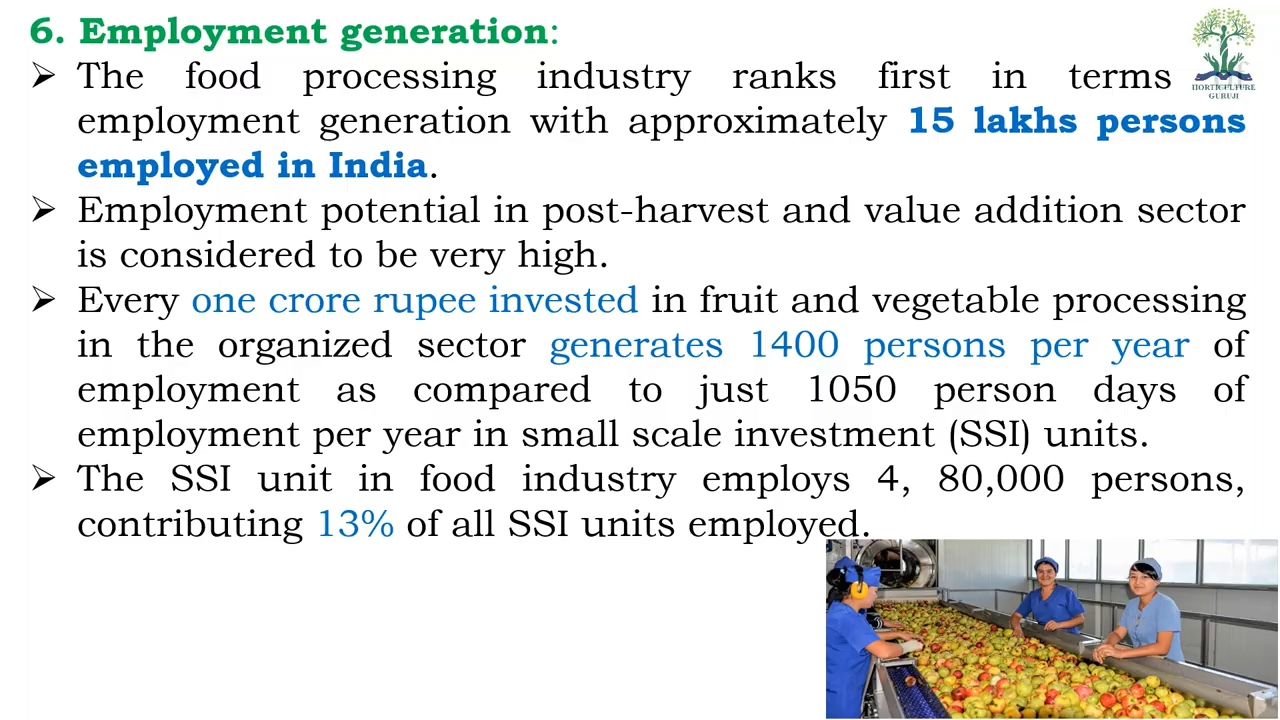 6. Employment generation:
➢ The food processing industry ranks first in terms
employment generation with approximately 15 lakhs persons
employed in India.
➢ Employment potential in post-harvest and value addition sector
is considered to be very high.
➢ Every one crore rupee invested in fruit and vegetable processing
in the organized sector generates 1400 persons per year of
employment as compared to just 1050 person days of
employment per year in small scale investment (SSI) units.
➢ The SSI unit in food industry employs 4, 80,000 persons,
contributing 13% of all SSI units employed.
HORTICULTURE
GURUJI